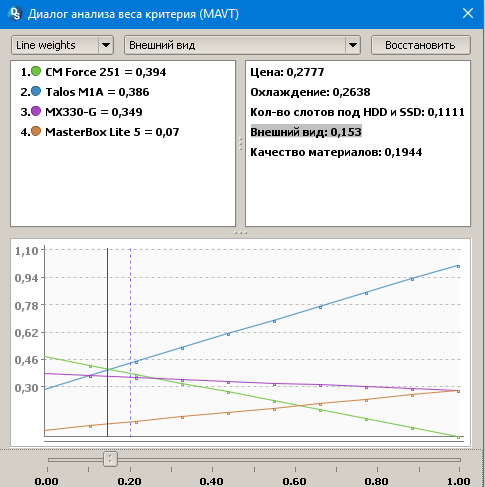 Диалог анализа веса критерия (MAVT)
Line weights
Внешний вид
Восстановить
1. CM Force 251 = 0,394
2. Talos M1A = 0,386
3. MX330-G = 0,349
4. MasterBox Lite 5 = 0,07
Цена: 0,2777
Охлаждение: 0,2638
Кол-во слотов под HDD и SSD: 0,1111
Внешний вид: 0,153
Качество материалов: 0,1944
1,10
0,94
0,78
0,62
0,46
0,30
0.00 0.20 0.40 0.60 0.80 1.00